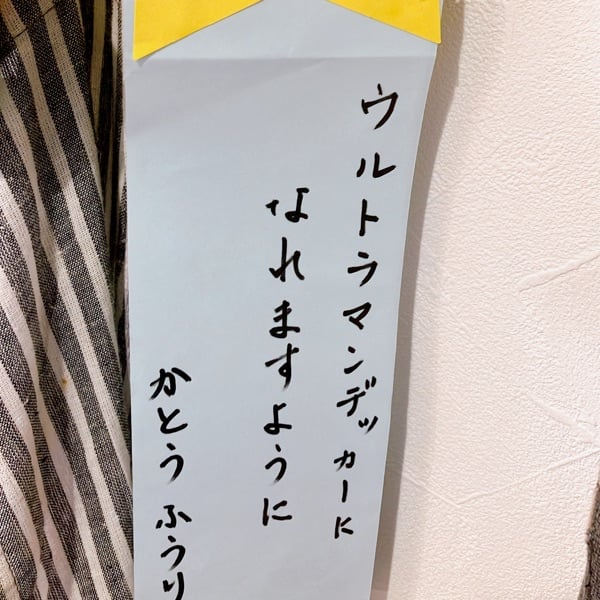 ウルトラマンデッカーに
なれますように
かとう ふうり